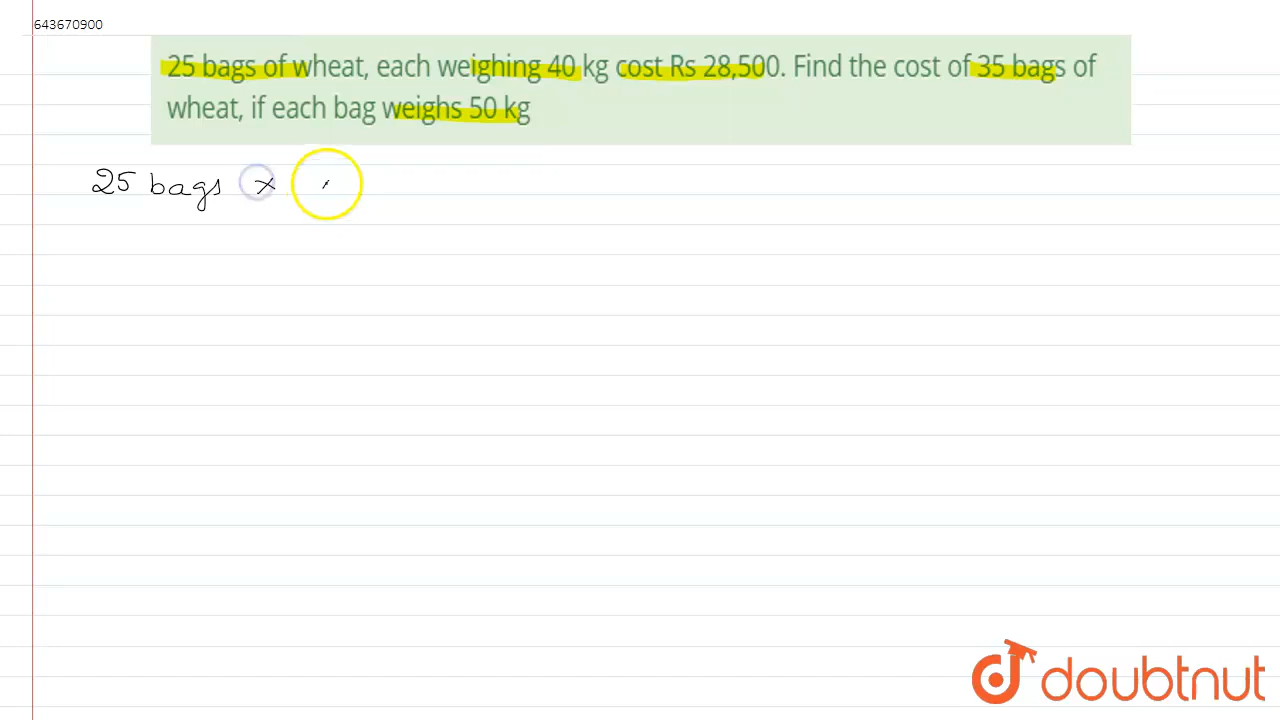 643670900
25 bags of wheat, each weighing 40 kg cost Rs 28,500. Find the cost of 35 bags of
wheat, if each bag weighs 50 kg
25 bags ×
doubtnut